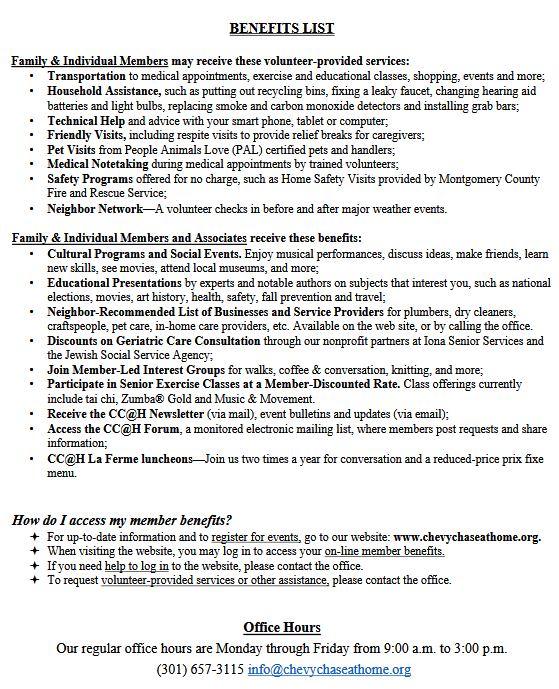 BENEFITS LIST
Family & Individual Members may receive these volunteer-provided services:
• Transportation to medical appointments, exercise and educational classes, shopping, events and more;
• Household Assistance, such as putting out recycling bins, fixing a leaky faucet, changing hearing aid
batteries and light bulbs, replacing smoke and carbon monoxide detectors and installing grab bars;
• Technical Help and advice with your smart phone, tablet or computer;
• Friendly Visits, including respite visits to provide relief breaks for caregivers;
• Pet Visits from People Animals Love (PAL) certified pets and handlers;
• Medical Notetaking during medical appointments by trained volunteers;
• Safety Programs offered for no charge, such as Home Safety Visits provided by Montgomery County
Fire and Rescue Service;
• Neighbor Network—A volunteer checks in before and after major weather events.
Family & Individual Members and Associates receive these benefits:
• Cultural Programs and Social Events. Enjoy musical performances, discuss ideas, make friends, learn
new skills, see movies, attend local museums, and more;
• Educational Presentations by experts and notable authors on subjects that interest you, such as national
elections, movies, art history, health, safety, fall prevention and travel;
• Neighbor-Recommended List of Businesses and Service Providers for plumbers, dry cleaners,
craftspeople, pet care, in-home care providers, etc. Available on the web site, or by calling the office.
• Discounts on Geriatric Care Consultation through our nonprofit partners at Iona Senior Services and
the Jewish Social Service Agency;
• Join Member-Led Interest Groups for walks, coffee & conversation, knitting, and more;
• Participate in Senior Exercise Classes at a Member-Discounted Rate. Class offerings currently
include tai chi, Zumba® Gold and Music & Movement.
• Receive the CC@H Newsletter (via mail), event bulletins and updates (via email);
• Access the CC@H Forum, a monitored electronic mailing list, where members post requests and share
information;
• CC@H La Ferme luncheons—Join us two times a year for conversation and a reduced-price prix fixe
menu.
How do I access my member benefits?
✦ For up-to-date information and to register for events, go to our website: www.chevychaseathome.org.
✦ When visiting the website, you may log in to access your on-line member benefits.
✦ If you need help to log in to the website, please contact the office.
✦ To request volunteer-provided services or other assistance, please contact the office.
Office Hours
Our regular office hours are Monday through Friday from 9:00 a.m. to 3:00 p.m.
(301) 657-3115 info@chevychaseathome.org